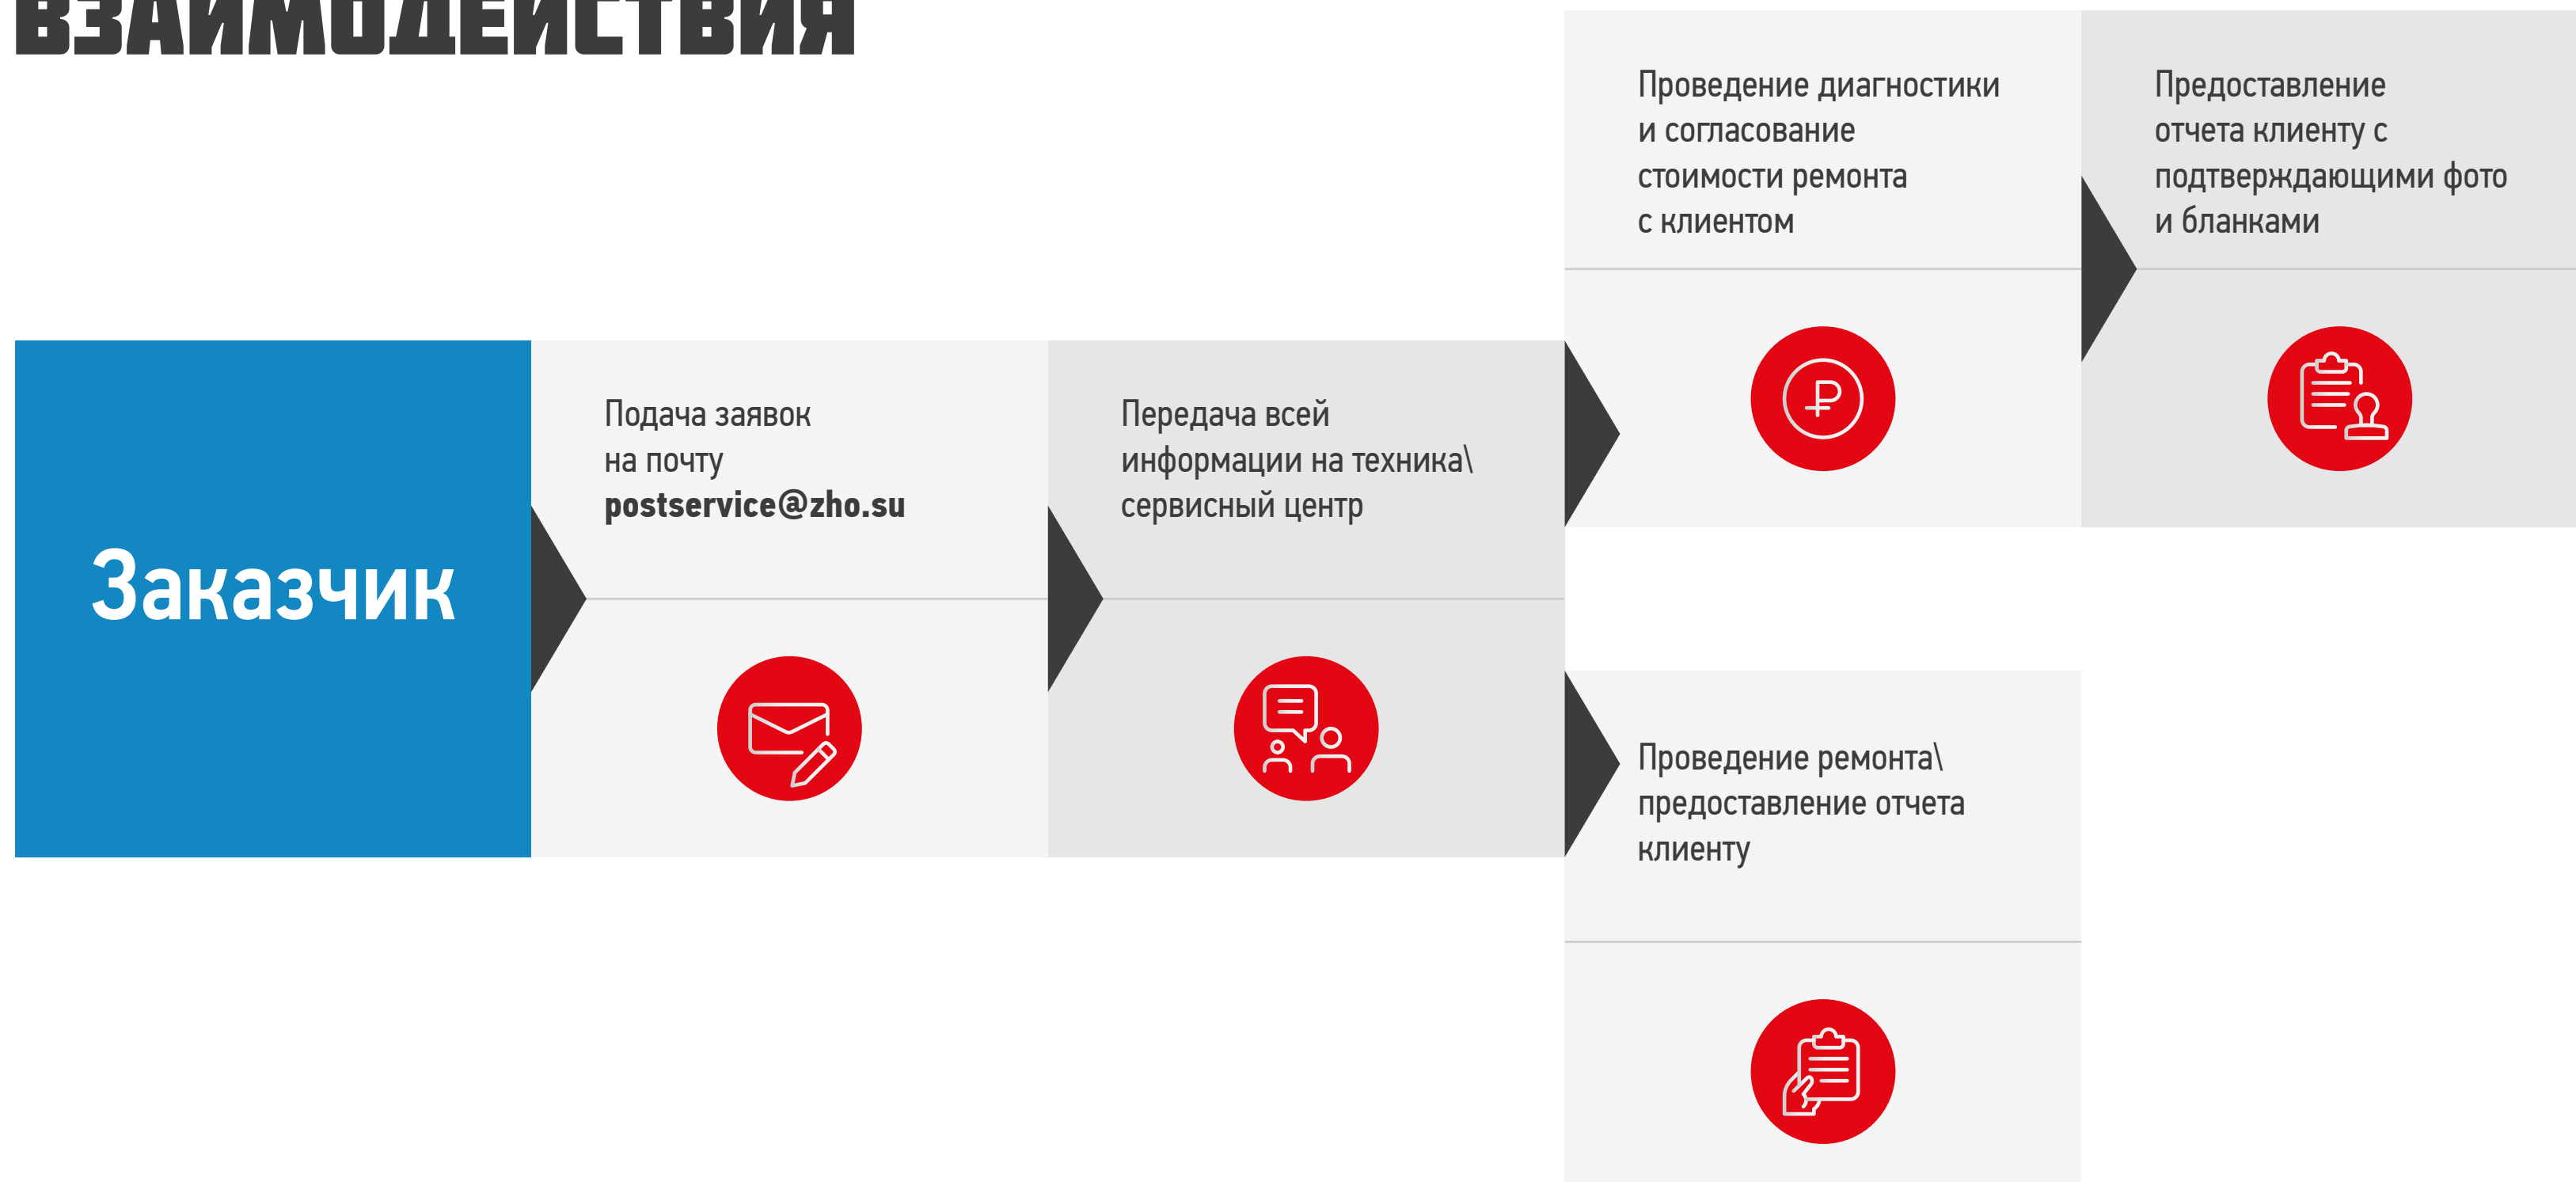 ВЗАИМОДЕЙСТВИЯ
Проведение диагностики
и согласование
стоимости ремонта
с клиентом
Предоставление
отчета клиенту с
подтверждающими фото
и бланками
Заказчик
Подача заявок
на почту
postservice@zho.su
Передача всей
информации на техника\
сервисный центр
Проведение ремонта\
предоставление отчета
клиенту